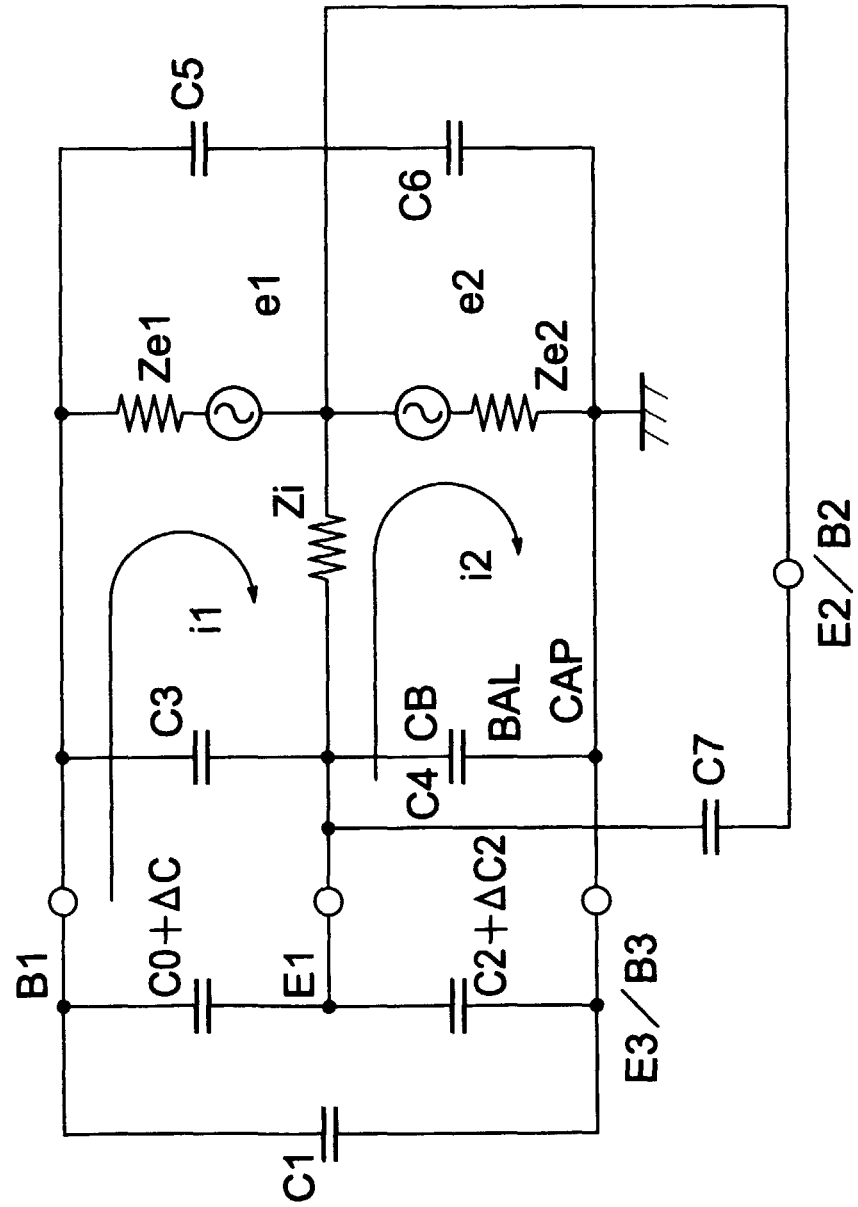 C5
C6
e1
e2
Ze1
Ze2
Zi
i1
i2
C3
CB
C4
BAL
CAP
C7
E2/B2
B1
C0+ΔC
E1
C2+ΔC2
E3/B3
C1